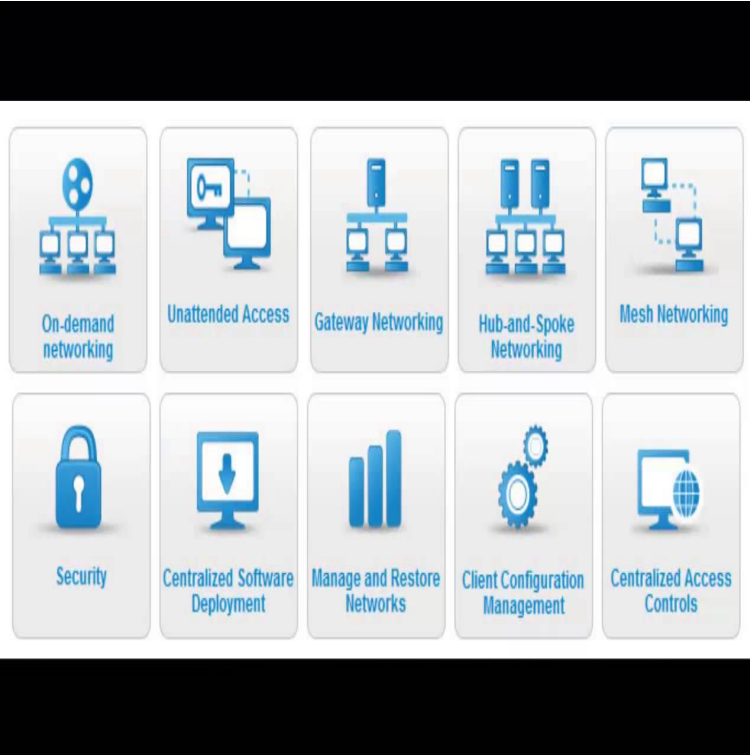 On-demand
networking
Unattended Access
Gateway Networking
Hub-and-Spoke
Networking
Mesh Networking
Security
Centralized Software
Deployment
Manage and Restore
Networks
Client Configuration
Management
Centralized Access
Controls